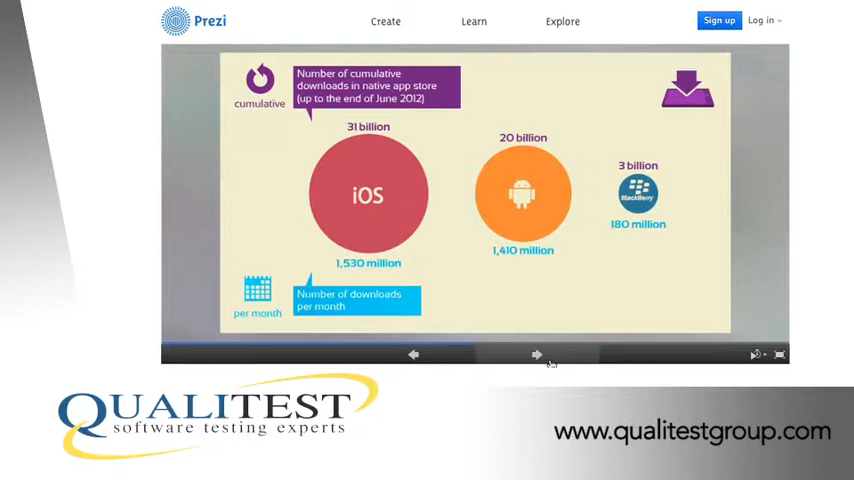 Prezi
Create
Learn
Explore
Sign up
Log in
cumulative
Number of cumulative
downloads in native app store
(up to the end of June 2012)
31 billion
20 billion
3 billion
iOS
BlackBerry
1,530 million
1,410 million
180 million
per month
Number of downloads
per month
QUALITEST
software testing experts
www.qualitestgroup.com